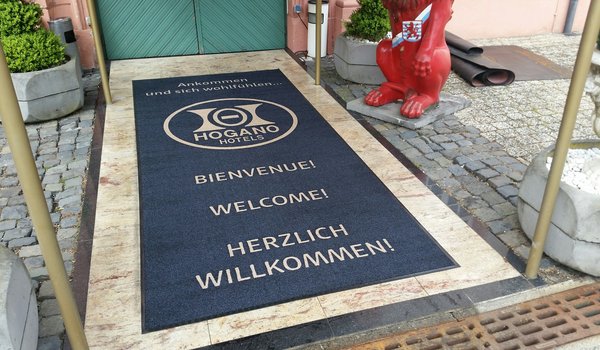 Ankommen
und sich wohlfühlen...
HOGANO
HOTELS
BIENVENUE!
WELCOME!
HERZLICH
WILLKOMMEN!